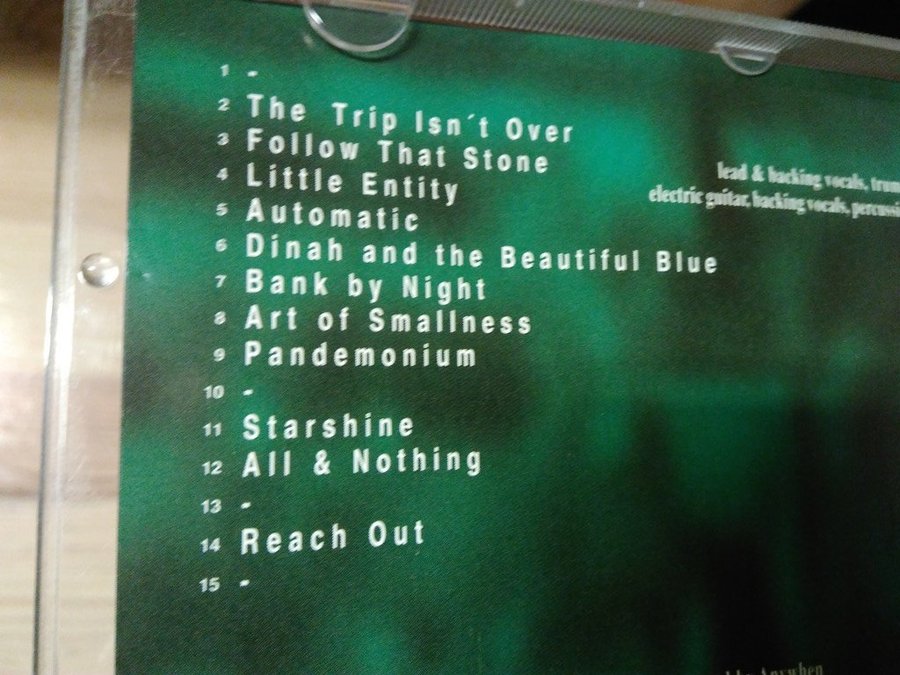 1 -
2 The Trip Isn´t Over
3 Follow That Stone
4 Little Entity
5 Automatic
6 Dinah and the Beautiful Blue
7 Bank by Night
8 Art of Smallness
9 Pandemonium
10 -
11 Starshine
12 All & Nothing
13 -
14 Reach Out
15 -
lead & backing vocals,
electric guitar, backing vocals,